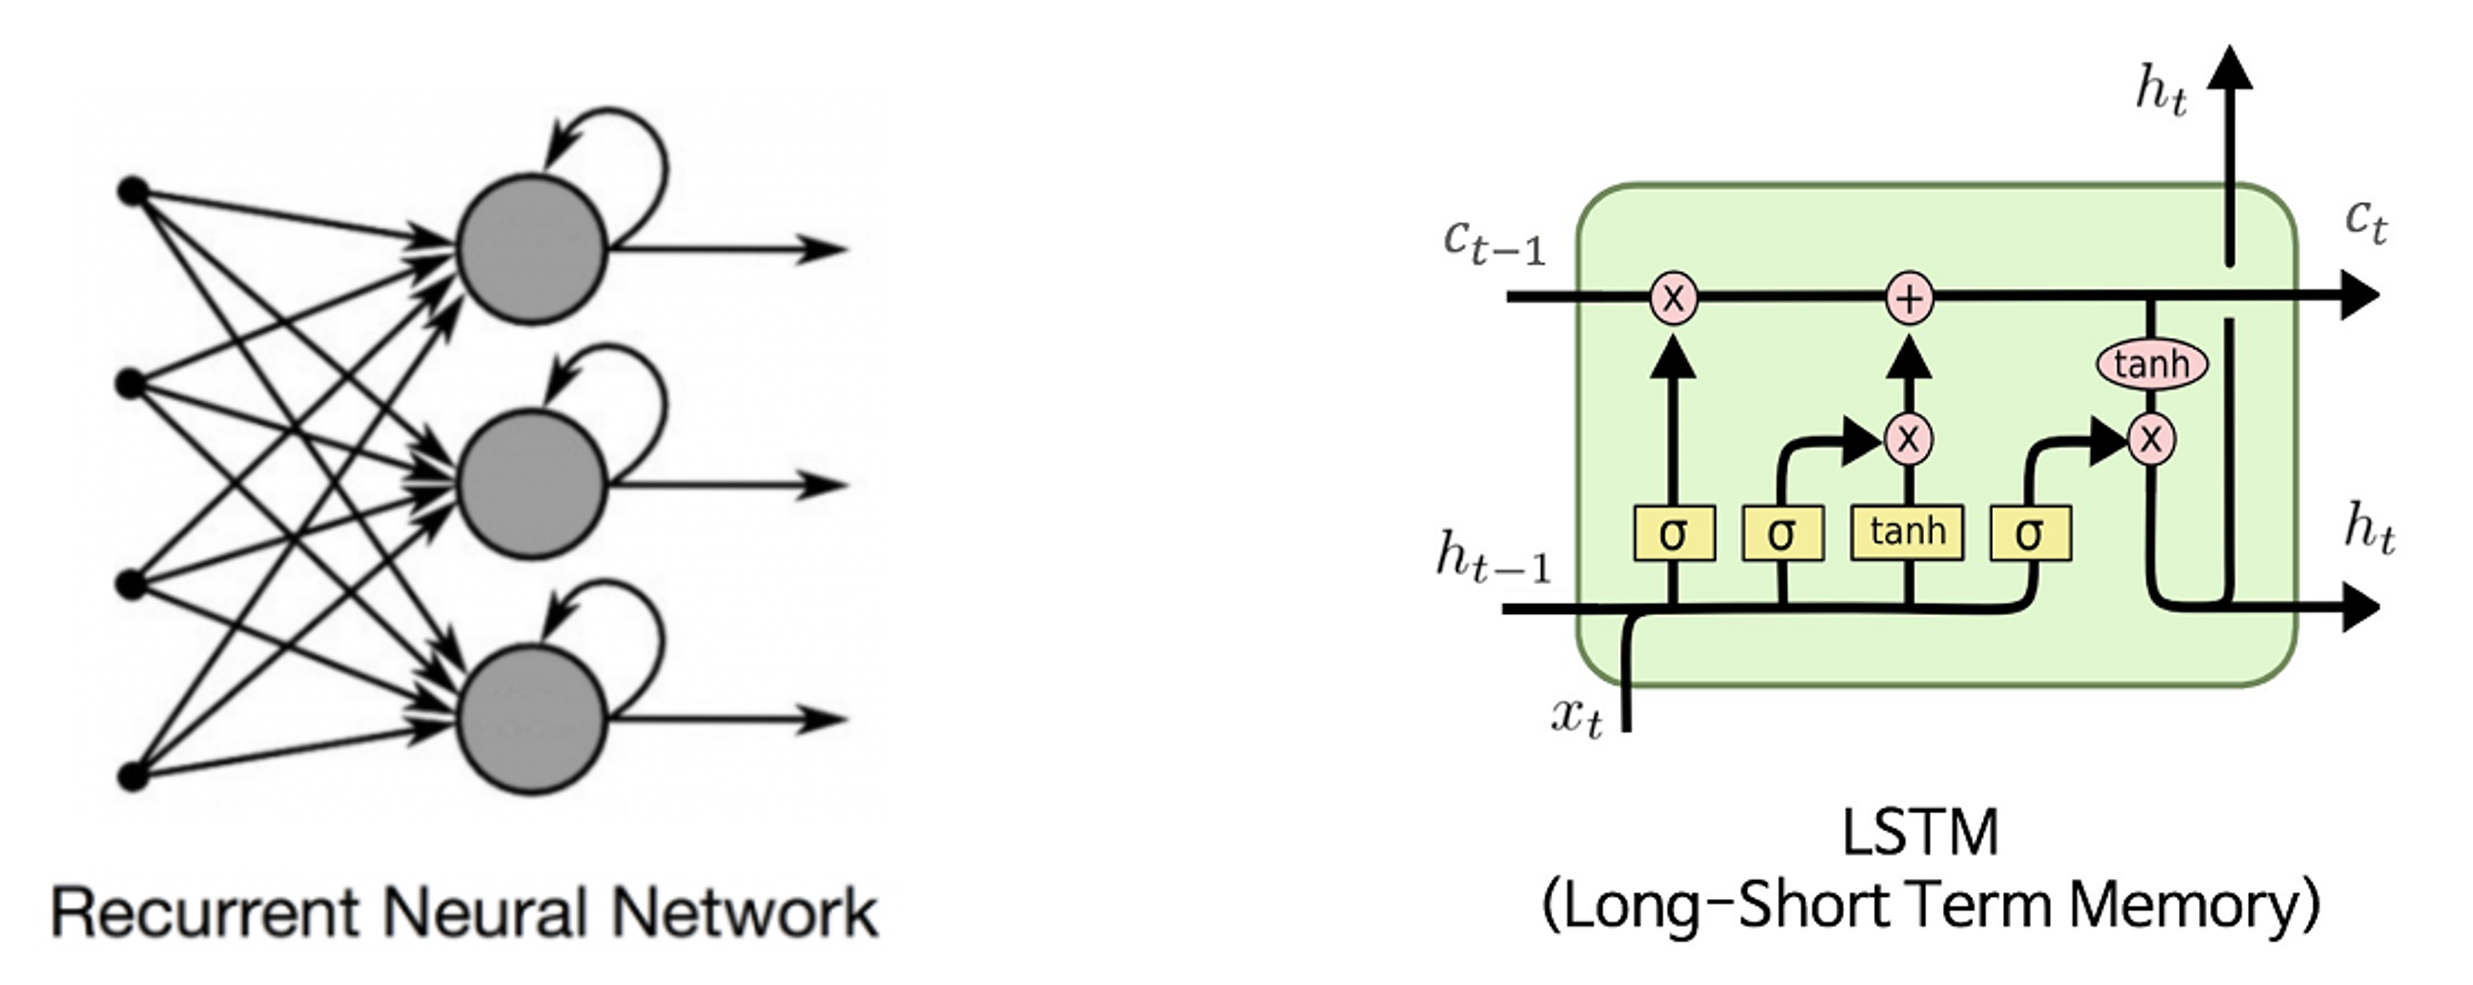 Recurrent Neural Network
h_t
c_{t-1}
c_t
x
+
tanh
x
x
σ
σ
tanh
σ
h_{t-1}
h_t
x_t
LSTM
(Long-Short Term Memory)